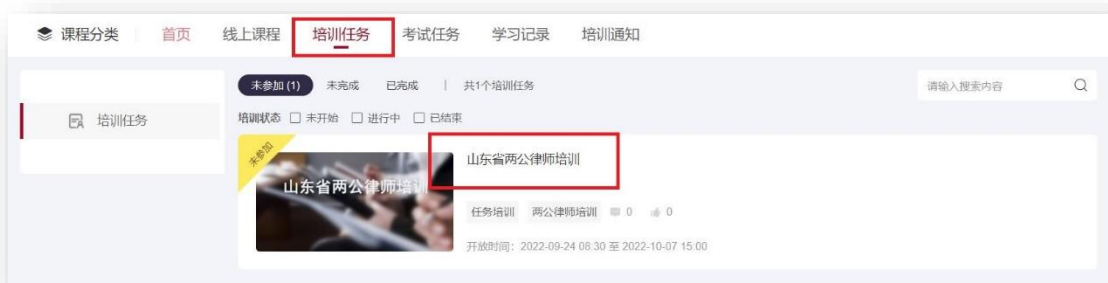 课程分类 首页 线上课程 培训任务 考试任务 学习记录 培训通知
未参加 (1) 未完成 已完成 | 共1个培训任务 请输入搜索内容
培训任务
培训状态 未开始 进行中 已结束
未参加
山东省两公律师培训
山东省两公律师培训
任务培训 两公律师培训 0 0
开放时间：2022-09-24 08:30 至 2022-10-07 15:00